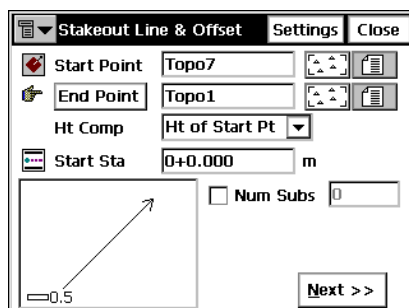 Stakeout Line & Offset Settings Close
Start Point Topo7
End Point Topo1
Ht Comp Ht of Start Pt
Start Sta 0+0.000 m
Num Subs 0
0.5
Next >>